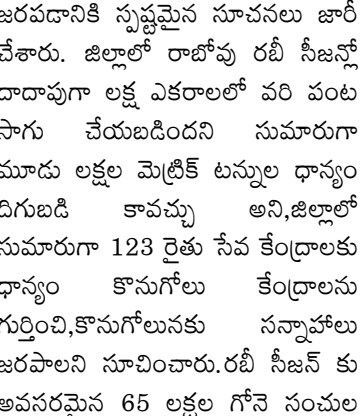 జరపడానికి స్పష్టమైన సూచనలు జారీ
చేశారు. జిల్లాలో రాబోవు రబీ సీజన్లో
దాదాపుగా లక్ష ఎకరాలలో వరి పంట
సాగు చేయబడిందని సుమారుగా
మూడు లక్షల మెట్రిక్ టన్నుల ధాన్యం
దిగుబడి కావచ్చు అని,జిల్లాలో
సుమారుగా 123 రైతు సేవ కేంద్రాలకు
ధాన్యం కొనుగోలు కేంద్రాలను
గుర్తించి,కొనుగోలునకు సన్నాహాలు
జరపాలని సూచించారు.రబీ సీజన్ కు
అవసరమైన 65 లక్షల గోనె సంచుల